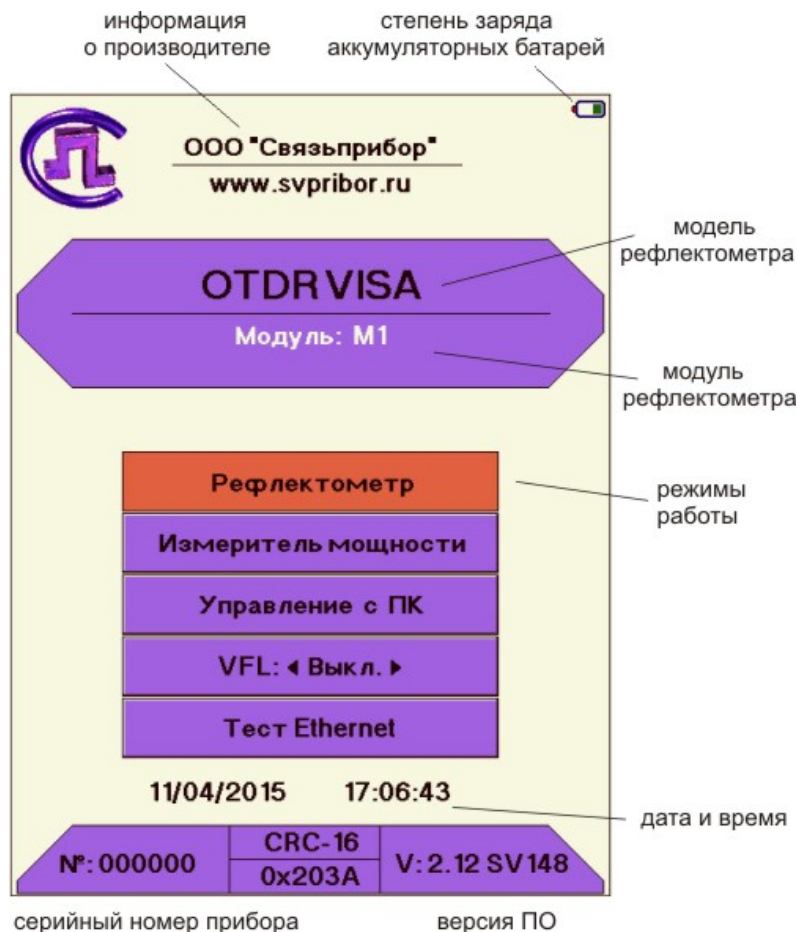 информация
о производителе
степень заряда
аккумуляторных батарей
ООО "Связьприбор"
www.svpribor.ru
модель
рефлектометра
OTDR VISA
Модуль: M1
модуль
рефлектометра
Рефлектометр
режимы
работы
Измеритель мощности
Управление с ПК
VFL: ◀ Выкл. ▶
Тест Ethernet
11/04/2015 17:06:43
дата и время
№: 000000
CRC-16
0x203A
V: 2.12 SV148
серийный номер прибора
версия ПО